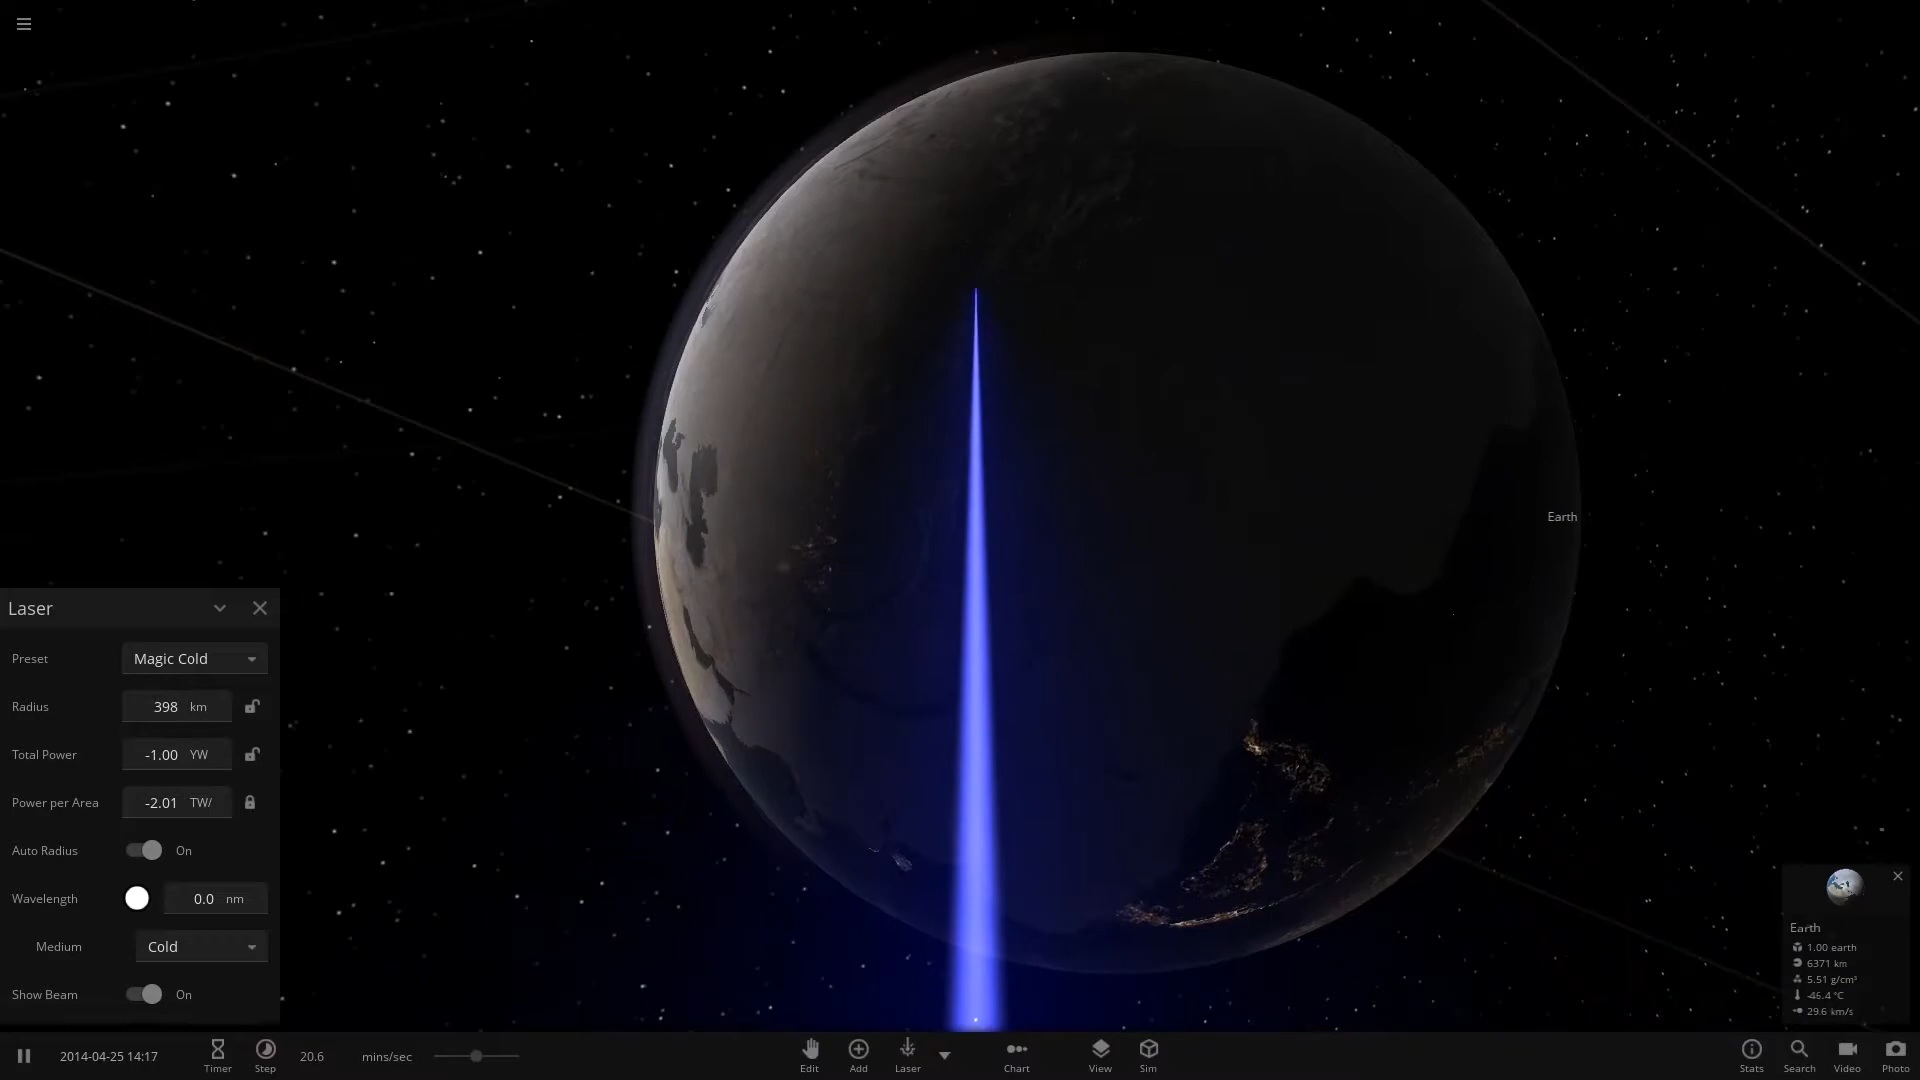 Earth
Laser
Preset Magic Cold
Radius 398 km
Total Power -1.00 YW
Power per Area -2.01 TW/
Auto Radius On
Wavelength 0.0 nm
Medium Cold
Show Beam On
Earth
1.00 earth
6371 km
5.51 g/cm³
-46.4 °C
29.6 km/s
2014-04-25 14:17 Timer Step 20.6 mins/sec Edit Add Laser Chart View Sim Stats Search Video Photo